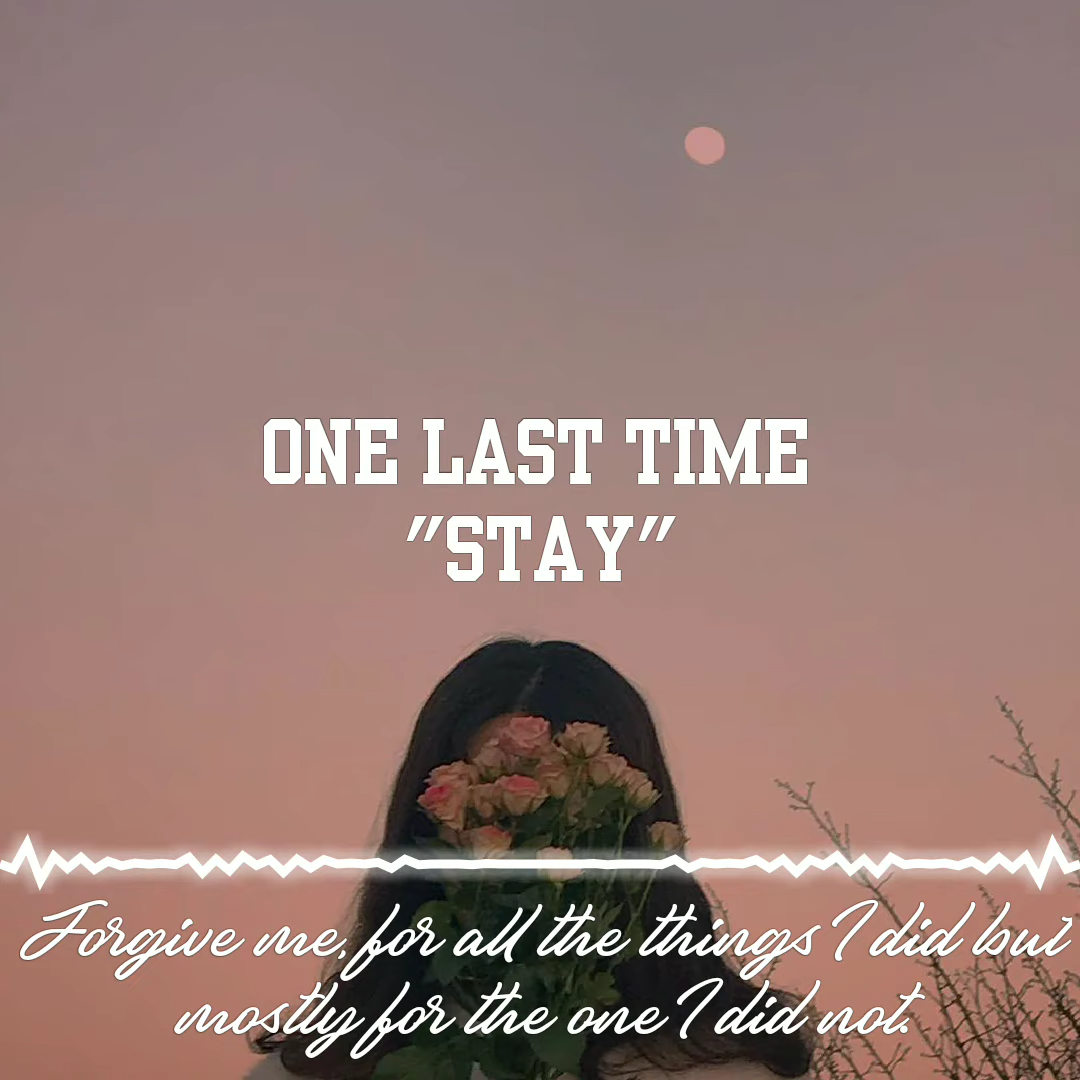 ONE LAST TIME
"STAY"
Forgive me, for all the things I did but
mostly for the one I did not.